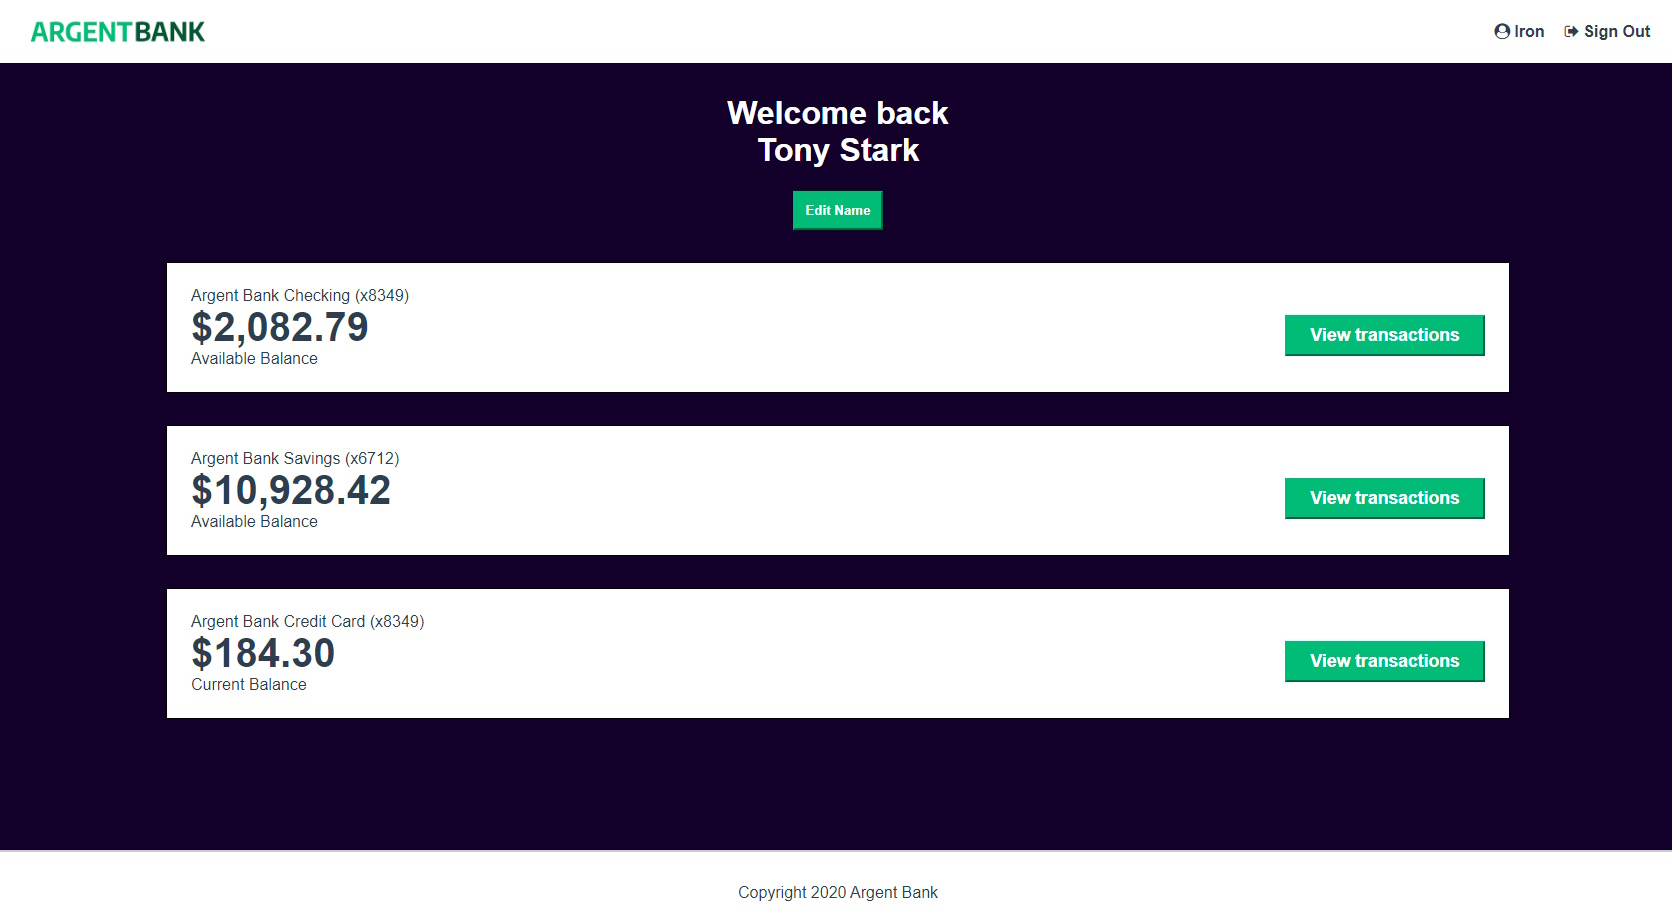 ARGENTBANK
Iron Sign Out
Welcome back
Tony Stark
Edit Name
Argent Bank Checking (x8349)
$2,082.79
Available Balance
View transactions
Argent Bank Savings (x6712)
$10,928.42
Available Balance
View transactions
Argent Bank Credit Card (x8349)
$184.30
Current Balance
View transactions
Copyright 2020 Argent Bank